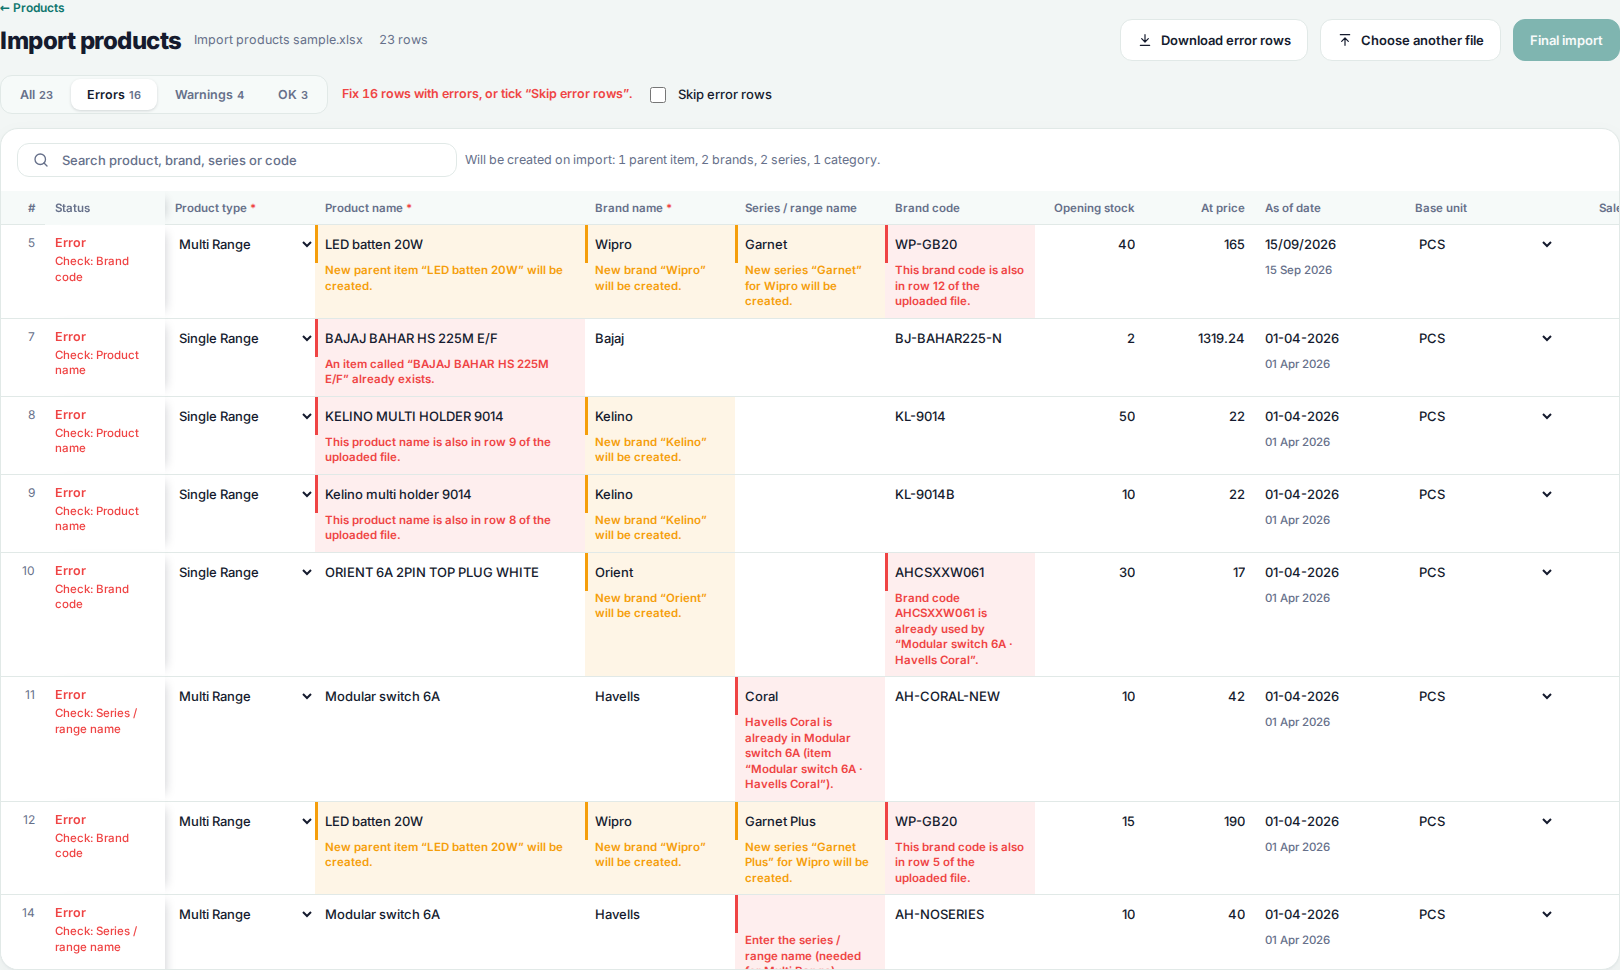 ← Products
Import products Import products sample.xlsx 23 rows
Download error rows Choose another file Final import
All 23 Errors 16 Warnings 4 OK 3 Fix 16 rows with errors, or tick “Skip error rows”. Skip error rows
Search product, brand, series or code Will be created on import: 1 parent item, 2 brands, 2 series, 1 category.
# Status Product type * Product name * Brand name * Series / range name Brand code Opening stock At price As of date Base unit
5 Error Multi Range LED batten 20W Wipro Garnet WP-GB20 40 165 15/09/2026 PCS
Check: Brand code
New parent item “LED batten 20W” will be created.
New brand “Wipro” will be created.
New series “Garnet” for Wipro will be created.
This brand code is also in row 12 of the uploaded file.
15 Sep 2026
7 Error Single Range BAJAJ BAHAR HS 225M E/F Bajaj BJ-BAHAR225-N 2 1319.24 01-04-2026 PCS
Check: Product name
An item called “BAJAJ BAHAR HS 225M E/F” already exists.
01 Apr 2026
8 Error Single Range KELINO MULTI HOLDER 9014 Kelino KL-9014 50 22 01-04-2026 PCS
Check: Product name
This product name is also in row 9 of the uploaded file.
New brand “Kelino” will be created.
01 Apr 2026
9 Error Single Range Kelino multi holder 9014 Kelino KL-9014B 10 22 01-04-2026 PCS
Check: Product name
This product name is also in row 8 of the uploaded file.
New brand “Kelino” will be created.
01 Apr 2026
10 Error Single Range ORIENT 6A 2PIN TOP PLUG WHITE Orient AHCSXXW061 30 17 01-04-2026 PCS
Check: Brand code
New brand “Orient” will be created.
Brand code AHCSXXW061 is already used by “Modular switch 6A · Havells Coral”.
01 Apr 2026
11 Error Multi Range Modular switch 6A Havells Coral AH-CORAL-NEW 10 42 01-04-2026 PCS
Check: Series / range name
Havells Coral is already in Modular switch 6A (item “Modular switch 6A · Havells Coral”).
01 Apr 2026
12 Error Multi Range LED batten 20W Wipro Garnet Plus WP-GB20 15 190 01-04-2026 PCS
Check: Brand code
New parent item “LED batten 20W” will be created.
New brand “Wipro” will be created.
New series “Garnet Plus” for Wipro will be created.
This brand code is also in row 5 of the uploaded file.
01 Apr 2026
14 Error Multi Range Modular switch 6A Havells AH-NOSERIES 10 40 01-04-2026 PCS
Check: Series / range name
Enter the series / range name (needed
01 Apr 2026